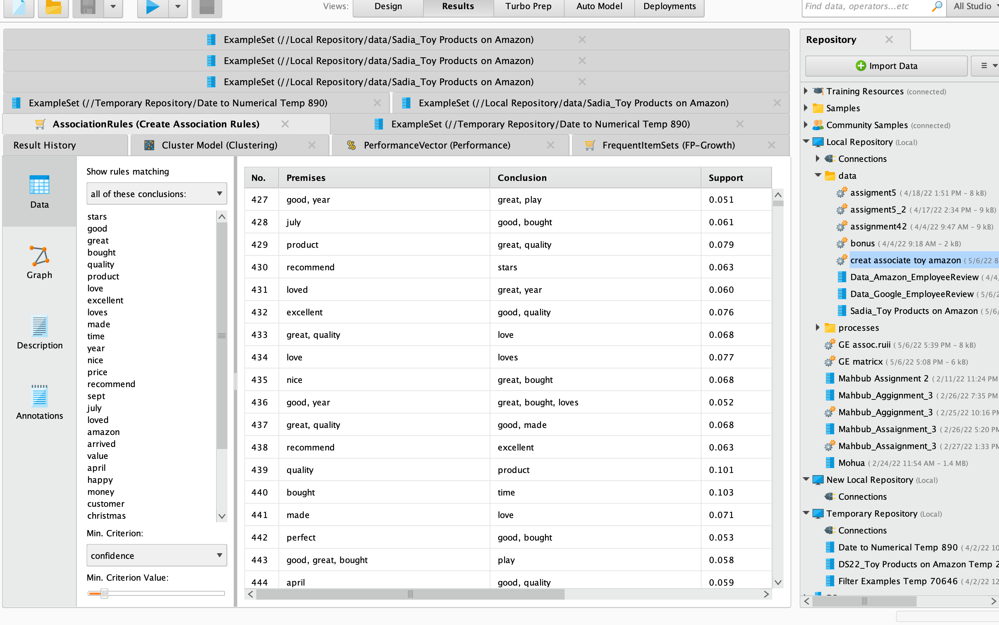 Views:
Design
Results
Turbo Prep
Auto Model
Deployments
Find data, operators...etc
All Studio
ExampleSet (//Local Repository/data/Sadia_Toy Products on Amazon)
ExampleSet (//Local Repository/data/Sadia_Toy Products on Amazon)
ExampleSet (//Local Repository/data/Sadia_Toy Products on Amazon)
ExampleSet (//Temporary Repository/Date to Numerical Temp 890)
ExampleSet (//Local Repository/data/Sadia_Toy Products on Amazon)
AssociationRules (Create Association Rules)
ExampleSet (//Temporary Repository/Date to Numerical Temp 890)
Result History
Cluster Model (Clustering)
PerformanceVector (Performance)
FrequentItemSets (FP-Growth)
Data
Graph
Description
Annotations
Show rules matching
all of these conclusions:
stars
good
great
bought
quality
product
love
excellent
loves
made
time
year
nice
price
recommend
sept
july
loved
amazon
arrived
value
april
happy
money
customer
christmas
Min. Criterion:
confidence
Min. Criterion Value:
No. Premises Conclusion Support
427 good, year great, play 0.051
428 july good, bought 0.061
429 product great, quality 0.079
430 recommend stars 0.063
431 loved great, year 0.060
432 excellent good, quality 0.076
433 great, quality love 0.068
434 love loves 0.077
435 nice great, bought 0.068
436 good, year great, bought, loves 0.052
437 great, quality good, made 0.068
438 recommend excellent 0.063
439 quality product 0.101
440 bought time 0.103
441 made love 0.071
442 perfect good, bought 0.053
443 good, great, bought play 0.058
444 april good, quality 0.059
Repository
Import Data
Training Resources (connected)
Samples
Community Samples (connected)
Local Repository (Local)
Connections
data
assigment5 ( 4/18/22 1:51 PM – 8 kB)
assigment5_2 ( 4/17/22 2:34 PM – 9 kB)
assignment42 ( 4/4/22 9:47 AM – 9 kB)
bonus ( 4/4/22 9:18 AM – 2 kB)
creat associate toy amazon ( 5/6/22 8
Data_Amazon_EmployeeReview ( 4/4/
Data_Google_EmployeeReview ( 5/6/2
Sadia_Toy Products on Amazon ( 5/6/
processes
GE assoc.ruii ( 5/6/22 5:39 PM – 8 kB)
GE matricx ( 5/6/22 5:08 PM – 6 kB)
Mahbub Assignment 2 ( 2/11/22 11:24 PM
Mahbub_Aggignment_3 ( 2/26/22 7:35 PM
Mahbub_Aggignment_3 ( 2/25/22 10:16 PM
Mahbub_Assaignment_3 ( 2/26/22 5:20 PM
Mahbub_Assaignment_3 ( 2/27/22 1:33 PM
Mohua ( 2/24/22 11:54 AM – 1.4 MB)
New Local Repository (Local)
Connections
Temporary Repository (Local)
Connections
Date to Numerical Temp 890 ( 4/2/22 10
DS22_Toy Products on Amazon Temp 2
Filter Examples Temp 70646 ( 4/2/22 12